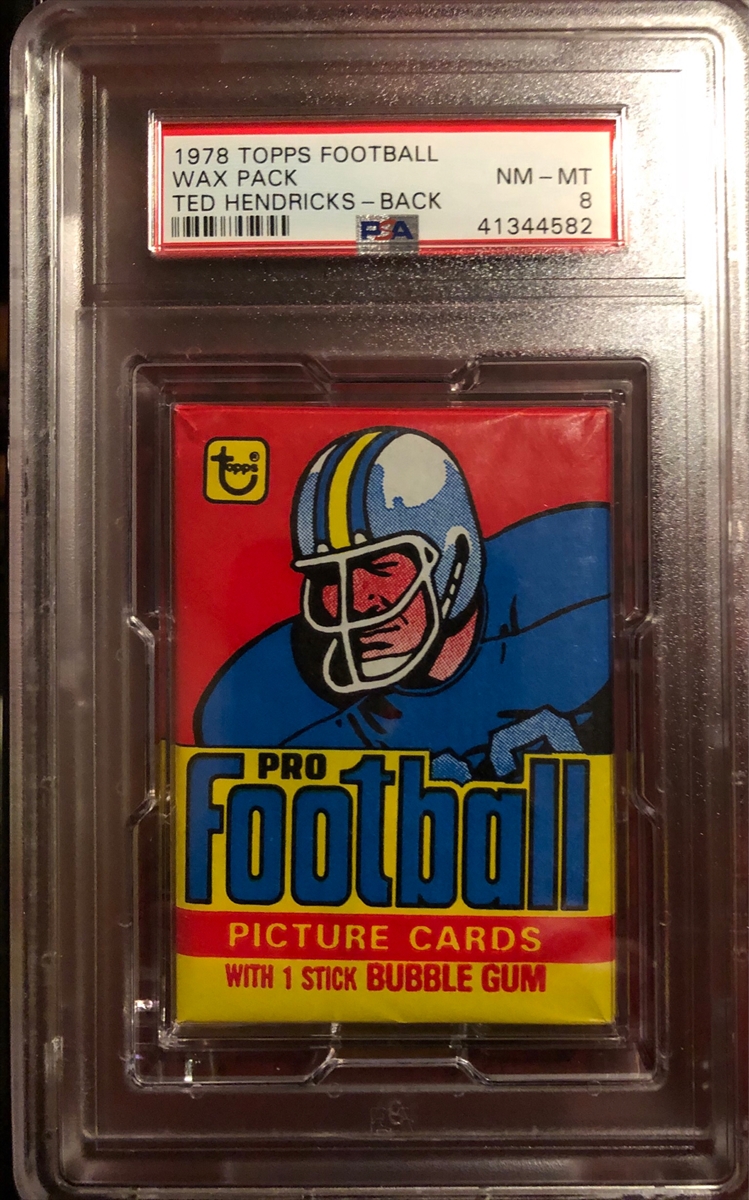 1978 TOPPS FOOTBALL
WAX PACK NM-MT
TED HENDRICKS-BACK 8
PSA 41344582
Topps®
PRO
Football
PICTURE CARDS
WITH 1 STICK BUBBLE GUM
PSA